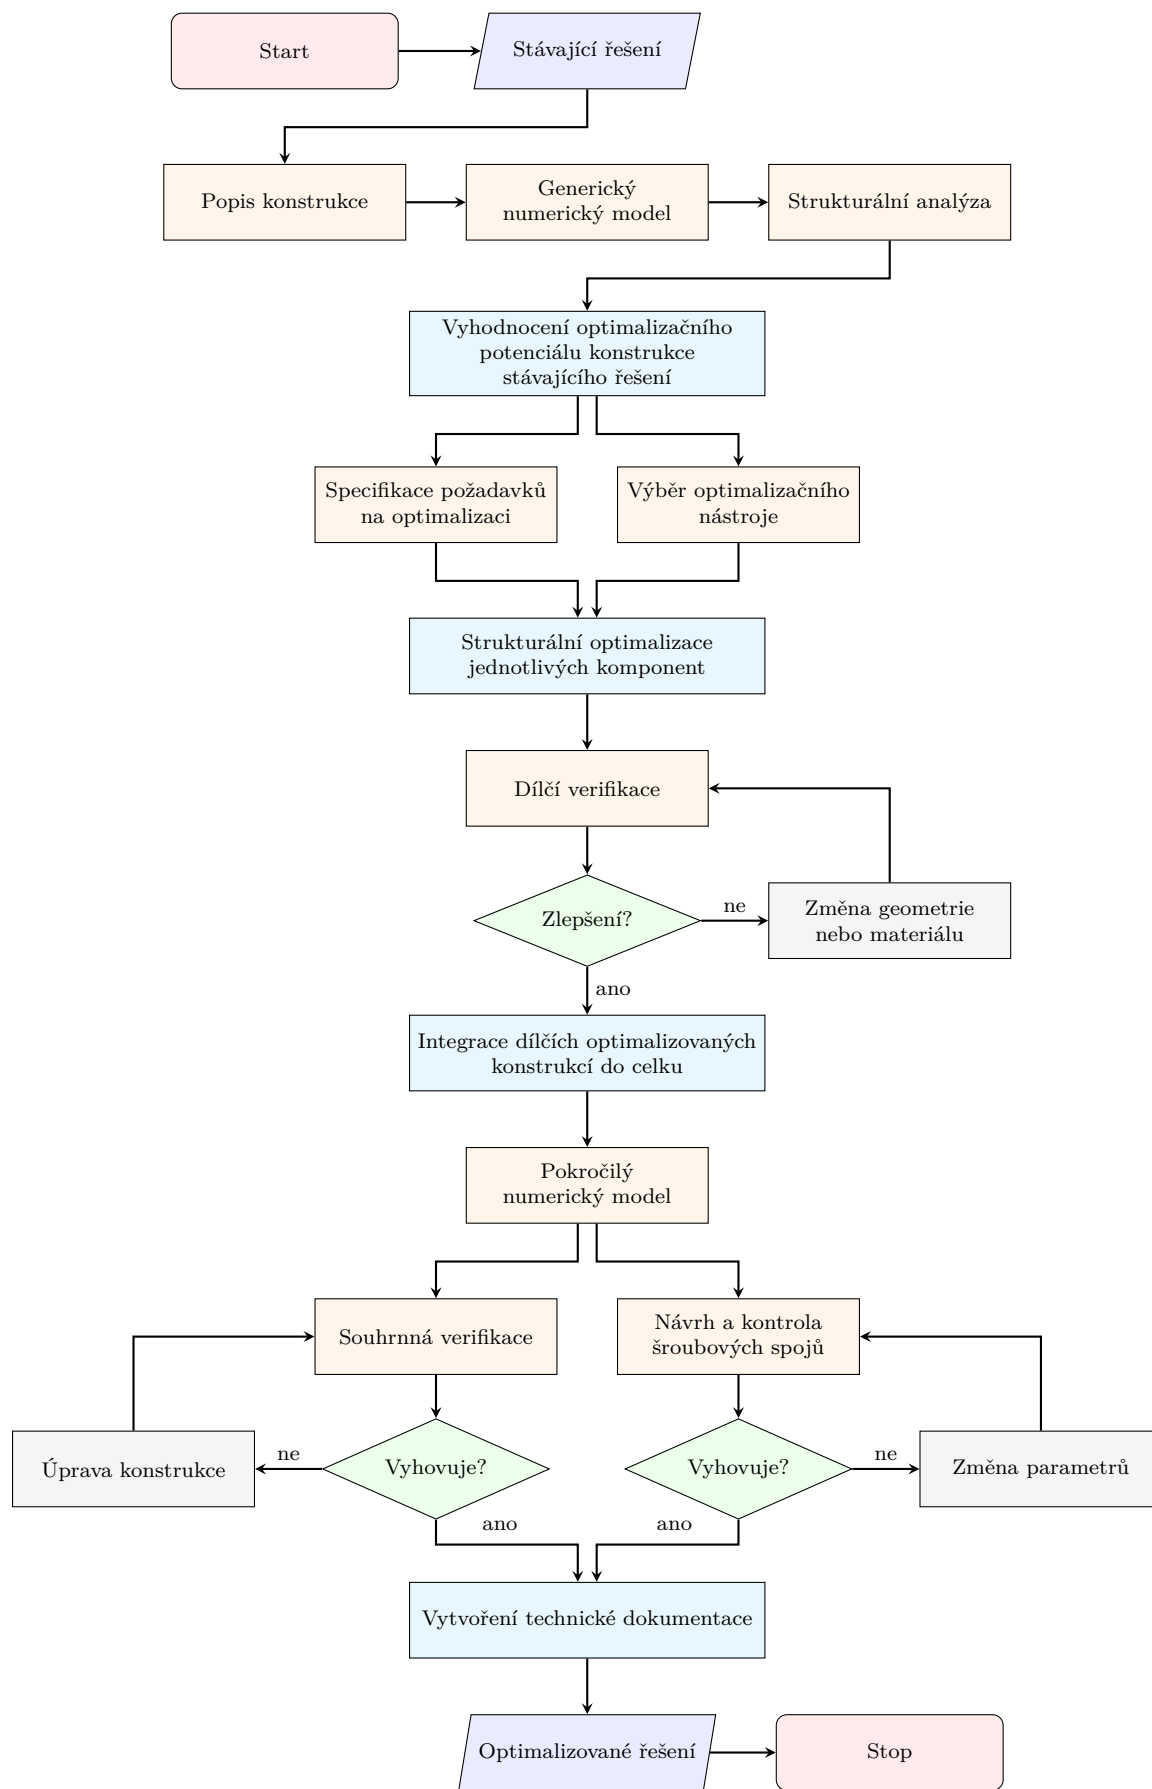 Start
Stávající řešení
Popis konstrukce
Generický
numerický model
Strukturální analýza
Vyhodnocení optimalizačního
potenciálu konstrukce
stávajícího řešení
Specifikace požadavků
na optimalizaci
Výběr optimalizačního
nástroje
Strukturální optimalizace
jednotlivých komponent
Dílčí verifikace
Zlepšení?
ne
Změna geometrie
nebo materiálu
ano
Integrace dílčích optimalizovaných
konstrukcí do celku
Pokročilý
numerický model
Souhrnná verifikace
Návrh a kontrola
šroubových spojů
Úprava konstrukce
ne
Vyhovuje?
Vyhovuje?
ne
Změna parametrů
ano
ano
Vytvoření technické dokumentace
Optimalizované řešení
Stop